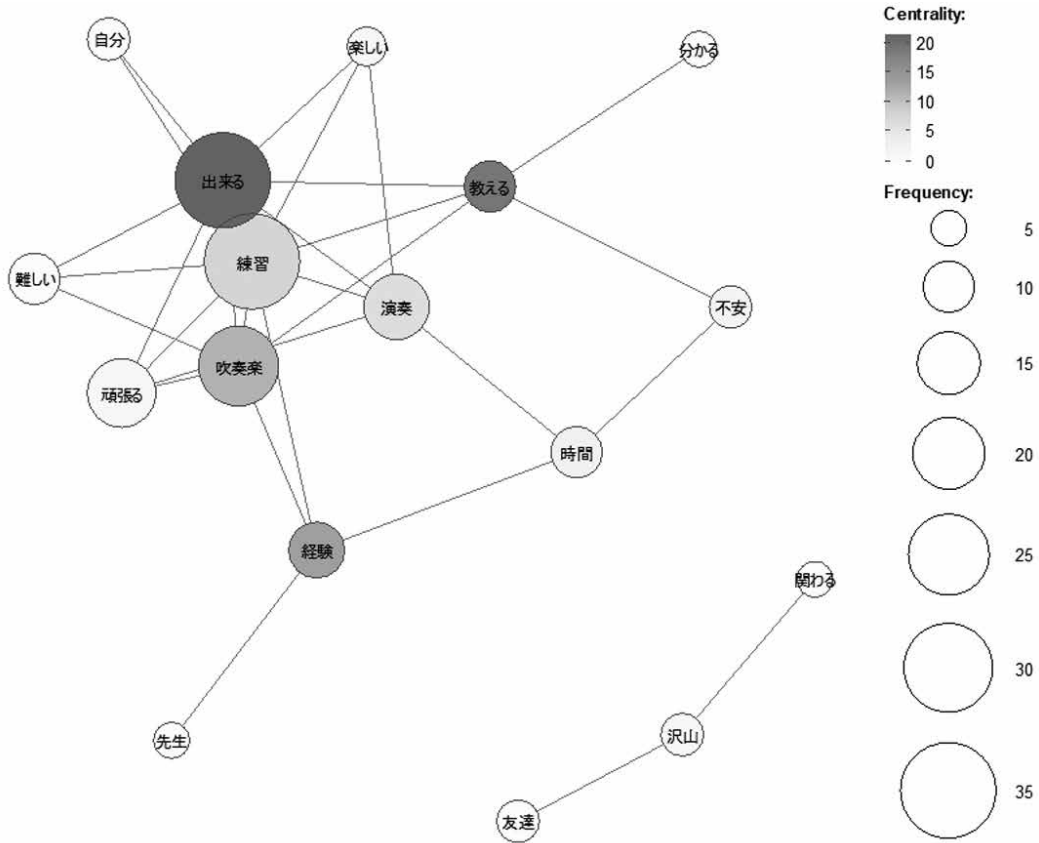 自分
楽しい
分かる
出来る
教える
練習
難しい
演奏
不安
吹奏楽
頑張る
時間
経験
関わる
先生
沢山
友達
Centrality:
20
15
10
5
0
Frequency:
5
10
15
20
25
30
35